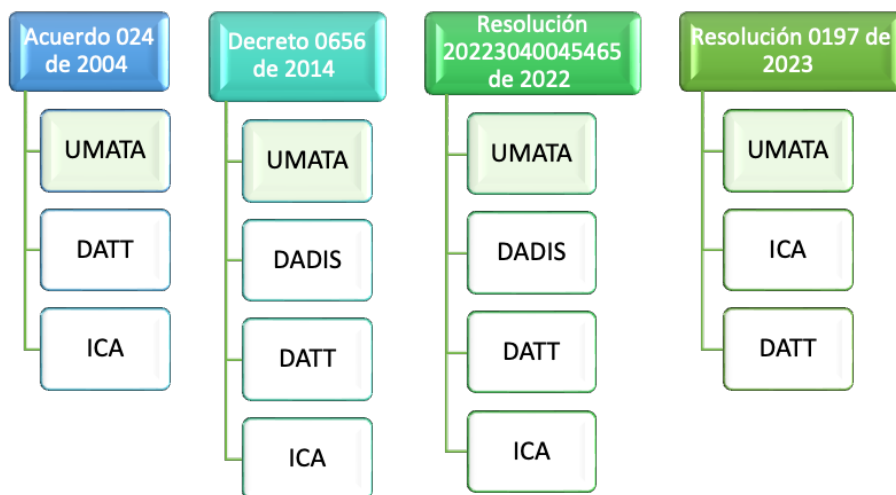 Acuerdo 024
de 2004
UMATA
DATT
ICA
Decreto 0656
de 2014
UMATA
DADIS
DATT
ICA
Resolución
20223040045465
de 2022
UMATA
DADIS
DATT
ICA
Resolución 0197 de
2023
UMATA
ICA
DATT